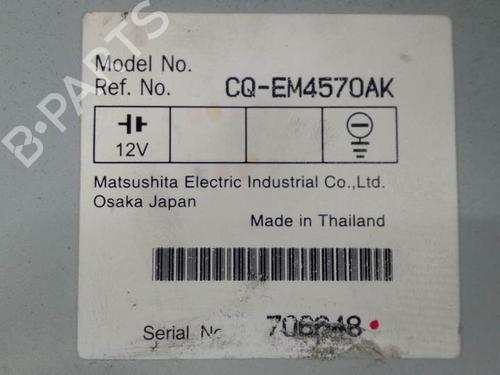 Model No.
Ref. No. CQ-EM4570AK
12V
Matsushita Electric Industrial Co.,Ltd.
Osaka Japan
Made in Thailand
Serial No. 706648
B-PARTS